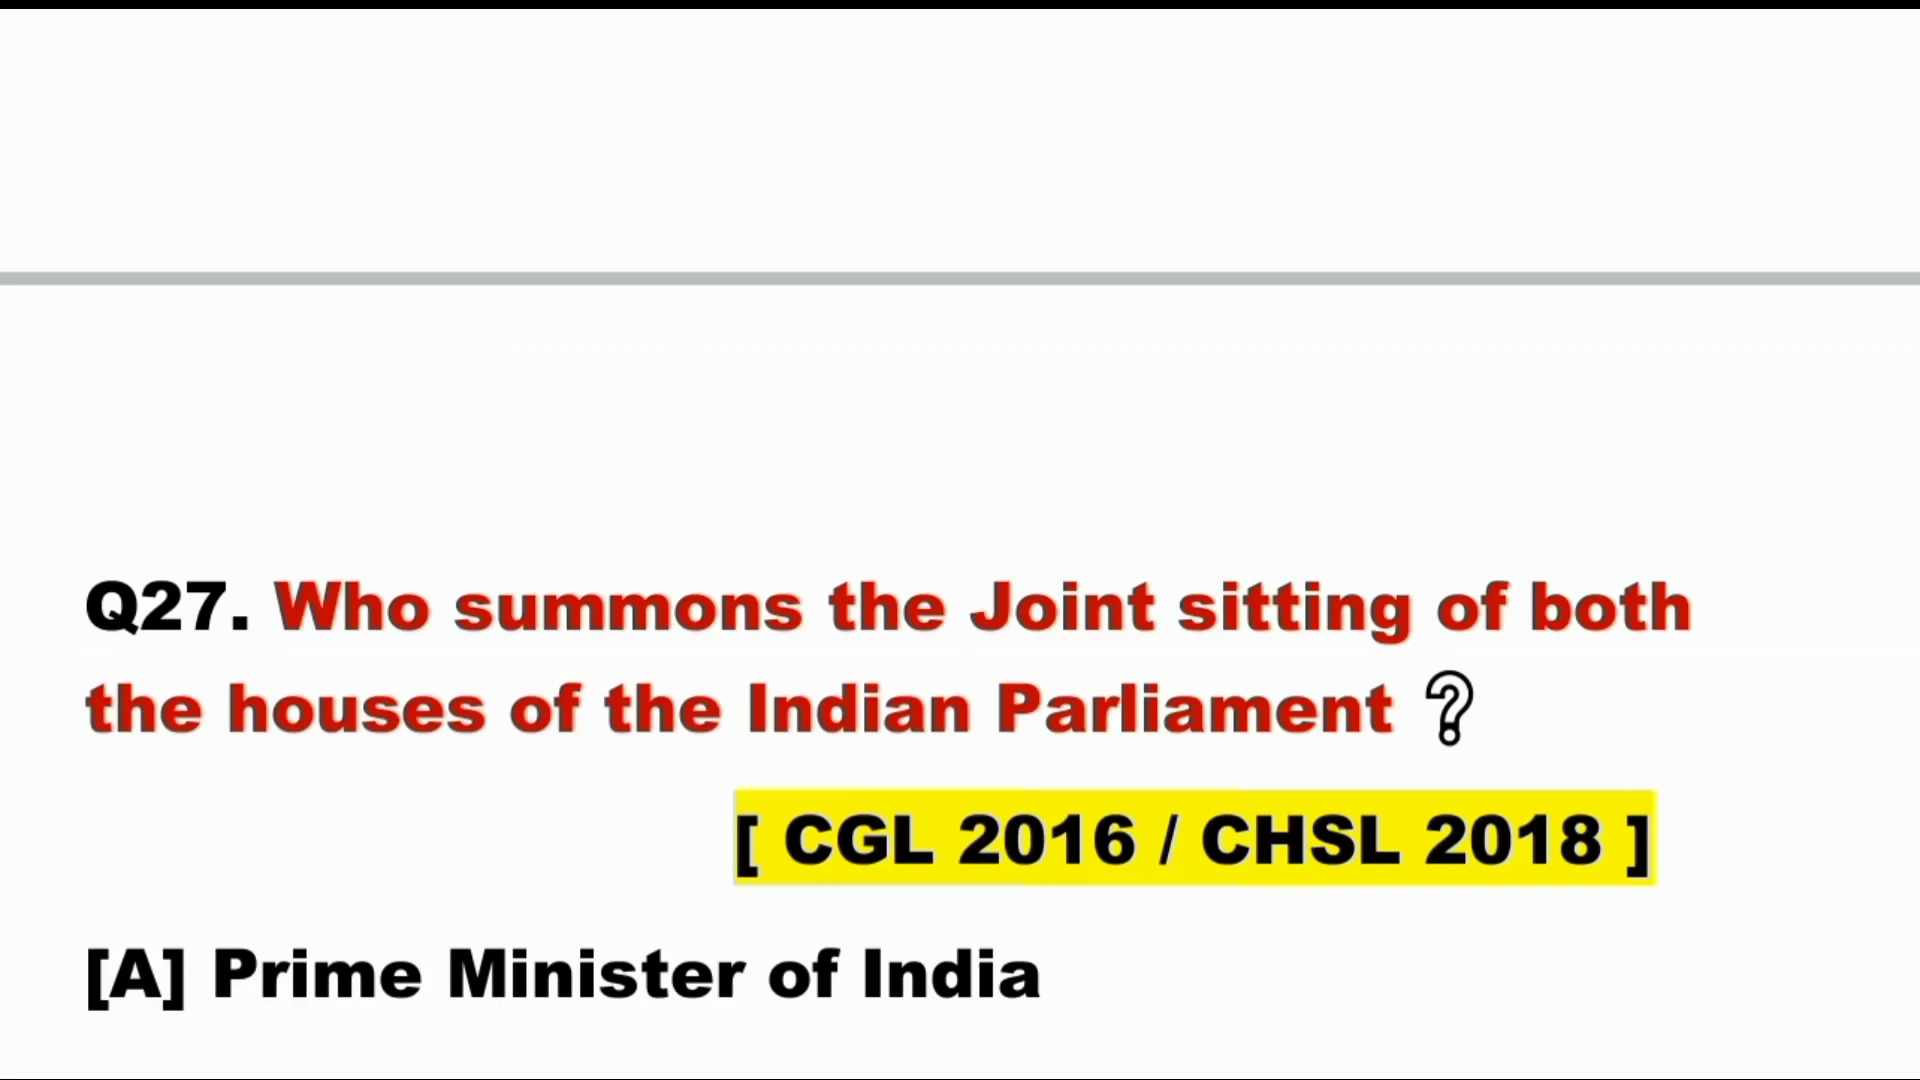 Q27. Who summons the Joint sitting of both
the houses of the Indian Parliament ?
[ CGL 2016 / CHSL 2018 ]
[A] Prime Minister of India